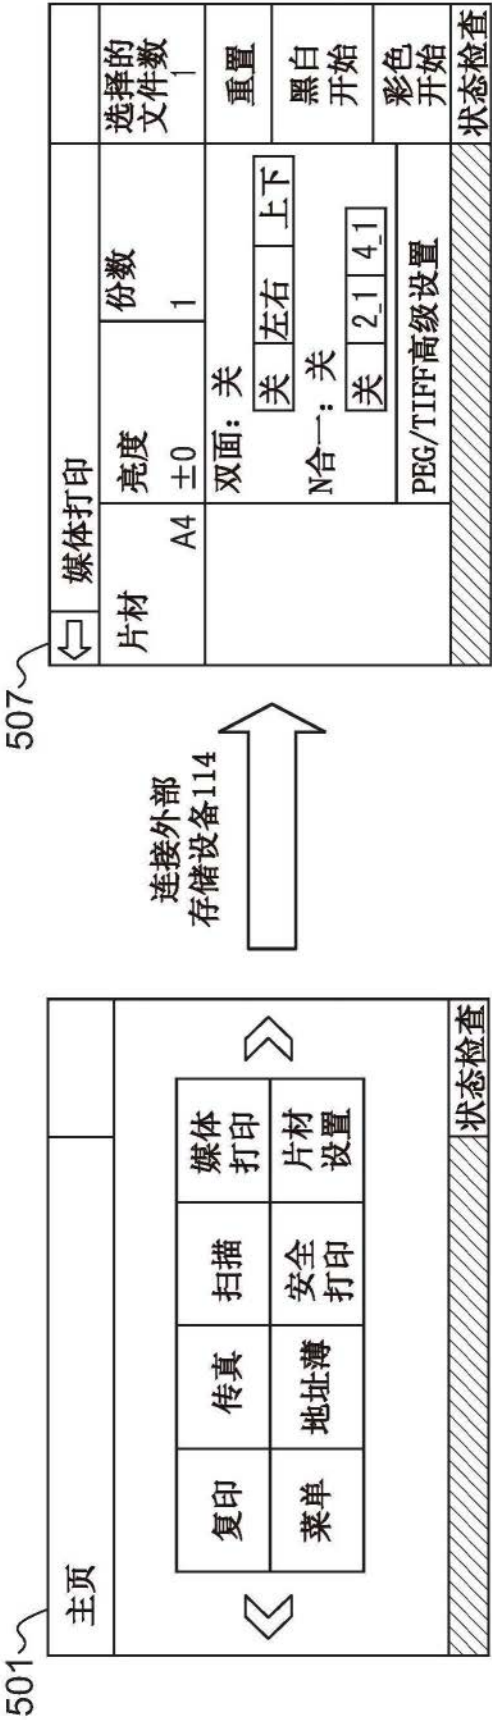 501
主页
复印
传真
扫描
媒体
打印
菜单
地址薄
安全
打印
片材
设置
状态检查
连接外部
存储设备114
507
媒体打印
片材
A4
亮度
±0
份数
1
选择的
文件数
1
双面：关
关 左右 上下
N合一：关
关 2_1 4_1
PEG/TIFF高级设置
重置
黑白
开始
彩色
开始
状态检查